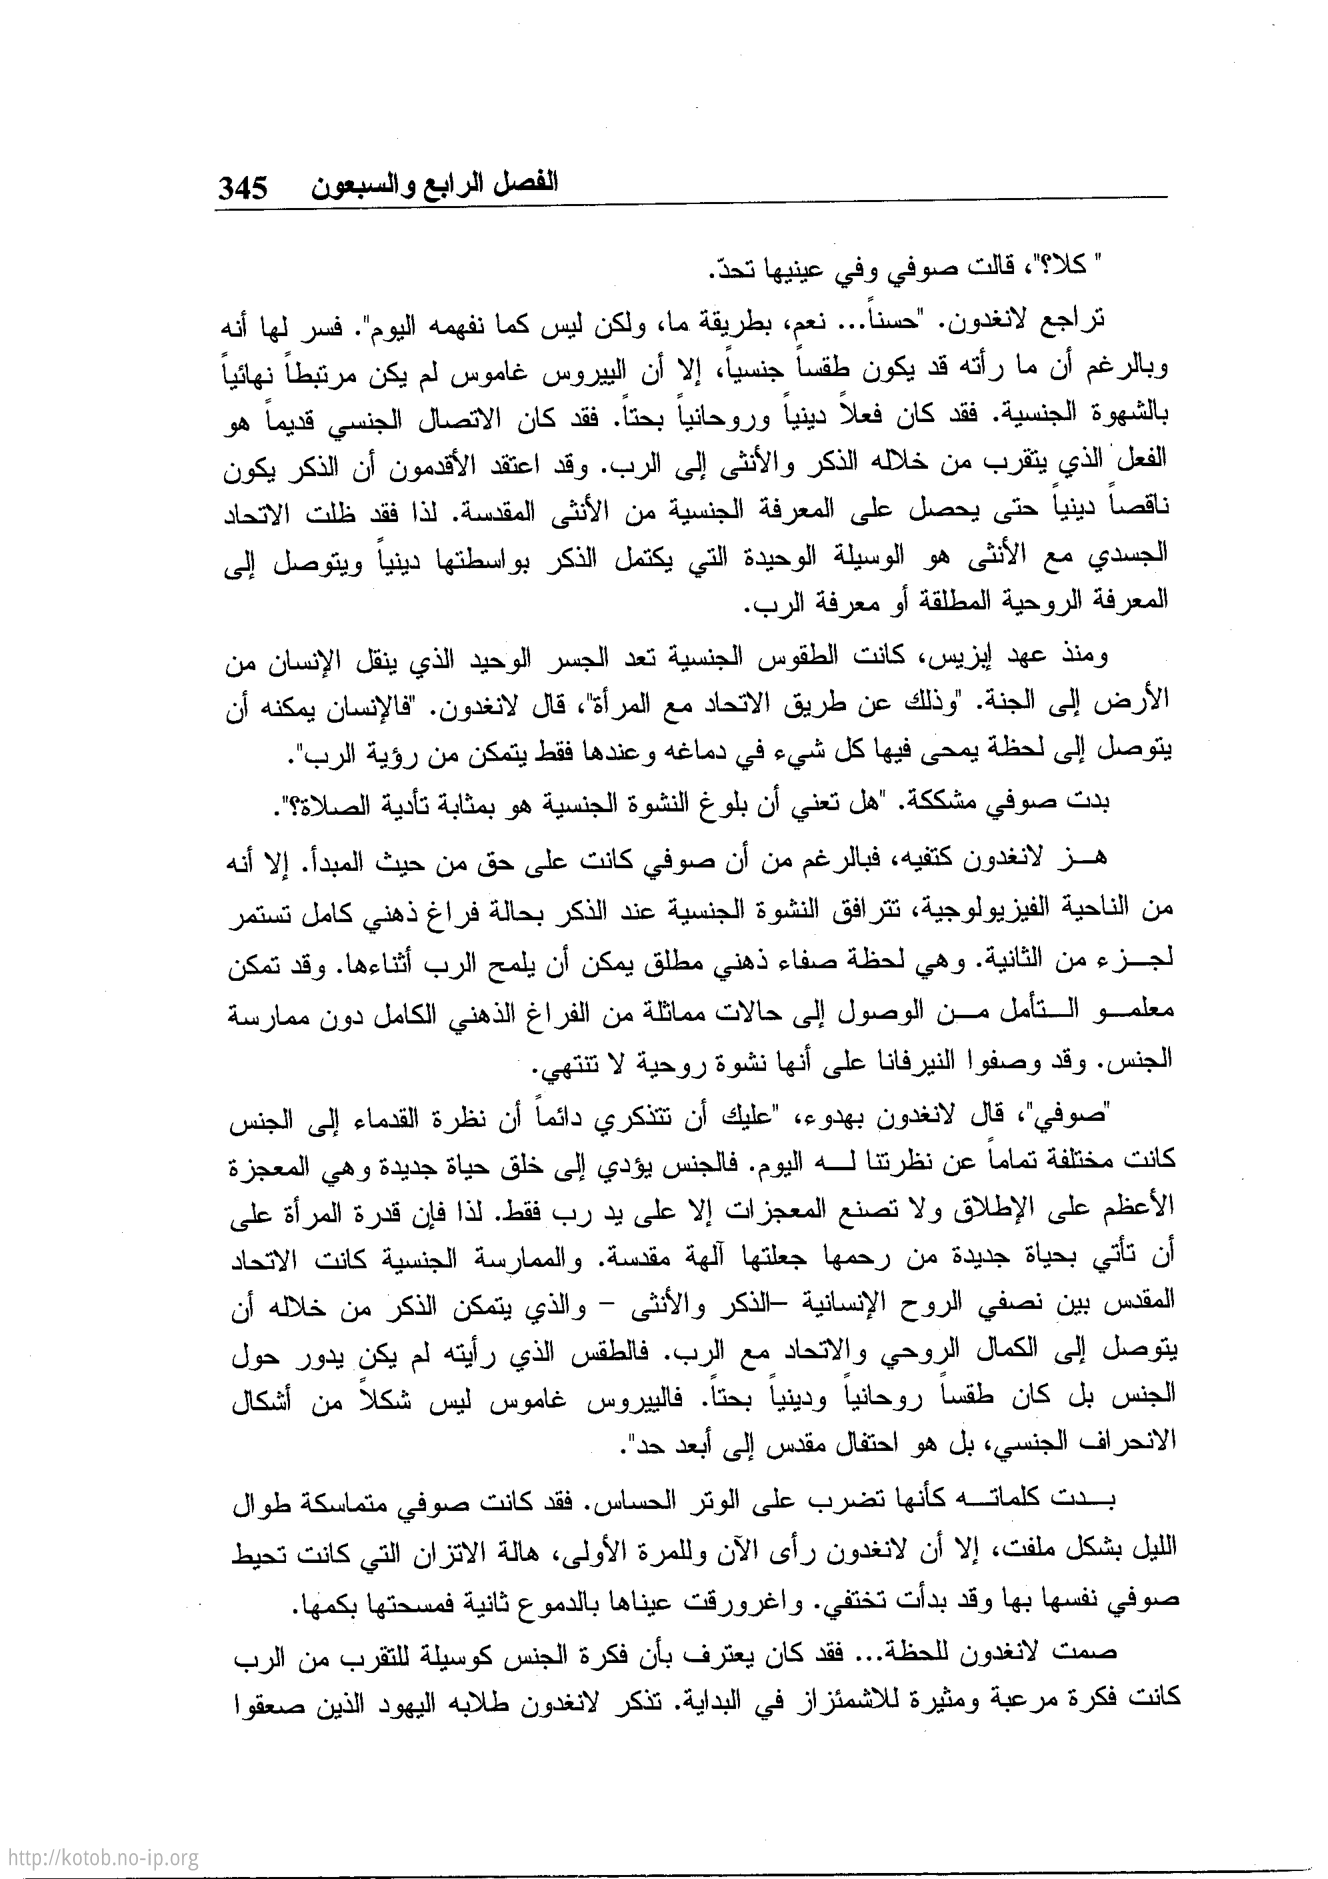 الفصل الرابع والسبعون 345
" كلا؟"، قالت صوفي وفي عينيها تحدّ.
تراجع لانغدون. "حسناً... نعم، بطريقة ما، ولكن ليس كما نفهمه اليوم". فسر لها أنه
وبالرغم أن ما رأته قد يكون طقساً جنسياً، إلا أن الييروس غاموس لم يكن مرتبطاً نهائياً
بالشهوة الجنسية. فقد كان فعلاً دينياً وروحانياً بحتاً. فقد كان الاتصال الجنسي قديماً هو
الفعل الذي يتقرب من خلاله الذكر والأنثى إلى الرب. وقد اعتقد الأقدمون أن الذكر يكون
ناقصاً دينياً حتى يحصل على المعرفة الجنسية من الأنثى المقدسة. لذا فقد ظلت الاتحاد
الجسدي مع الأنثى هو الوسيلة الوحيدة التي يكتمل الذكر بواسطتها دينياً ويتوصل إلى
المعرفة الروحية المطلقة أو معرفة الرب.
ومنذ عهد إيزيس، كانت الطقوس الجنسية تعد الجسر الوحيد الذي ينقل الإنسان من
الأرض إلى الجنة. "وذلك عن طريق الاتحاد مع المرأة"، قال لانغدون. "فالإنسان يمكنه أن
يتوصل إلى لحظة يمحى فيها كل شيء في دماغه وعندها فقط يتمكن من رؤية الرب".
بدت صوفي مشككة. "هل تعني أن بلوغ النشوة الجنسية هو بمثابة تأدية الصلاة؟".
هـز لانغدون كتفيه، فبالرغم من أن صوفي كانت على حق من حيث المبدأ. إلا أنه
من الناحية الفيزيولوجية، تترافق النشوة الجنسية عند الذكر بحالة فراغ ذهني كامل تستمر
لجـزء من الثانية. وهي لحظة صفاء ذهني مطلق يمكن أن يلمح الرب أثناءها. وقد تمكن
معلمـو الـتأمل مـن الوصول إلى حالات مماثلة من الفراغ الذهني الكامل دون ممارسة
الجنس. وقد وصفوا النيرفانا على أنها نشوة روحية لا تنتهي.
"صوفي"، قال لانغدون بهدوء، "عليك أن تتذكري دائماً أن نظرة القدماء إلى الجنس
كانت مختلفة تماماً عن نظرتنا لـه اليوم. فالجنس يؤدي إلى خلق حياة جديدة وهي المعجزة
الأعظم على الإطلاق ولا تصنع المعجزات إلا على يد رب فقط. لذا فإن قدرة المرأة على
أن تأتي بحياة جديدة من رحمها جعلتها آلهة مقدسة. والممارسة الجنسية كانت الاتحاد
المقدس بين نصفي الروح الإنسانية –الذكر والأنثى – والذي يتمكن الذكر من خلاله أن
يتوصل إلى الكمال الروحي والاتحاد مع الرب. فالطقس الذي رأيته لم يكن يدور حول
الجنس بل كان طقساً روحانياً ودينياً بحتاً. فالييروس غاموس ليس شكلاً من أشكال
الانحراف الجنسي، بل هو احتفال مقدس إلى أبعد حد".
بـدت كلماتـه كأنها تضرب على الوتر الحساس. فقد كانت صوفي متماسكة طوال
الليل بشكل ملفت، إلا أن لانغدون رأى الآن وللمرة الأولى، هالة الاتزان التي كانت تحيط
صوفي نفسها بها وقد بدأت تختفي. واغرورقت عيناها بالدموع ثانية فمسحتها بكمها.
صمت لانغدون للحظة... فقد كان يعترف بأن فكرة الجنس كوسيلة للتقرب من الرب
كانت فكرة مرعبة ومثيرة للاشمئزاز في البداية. تذكر لانغدون طلابه اليهود الذين صعقوا
http://kotob.no-ip.org